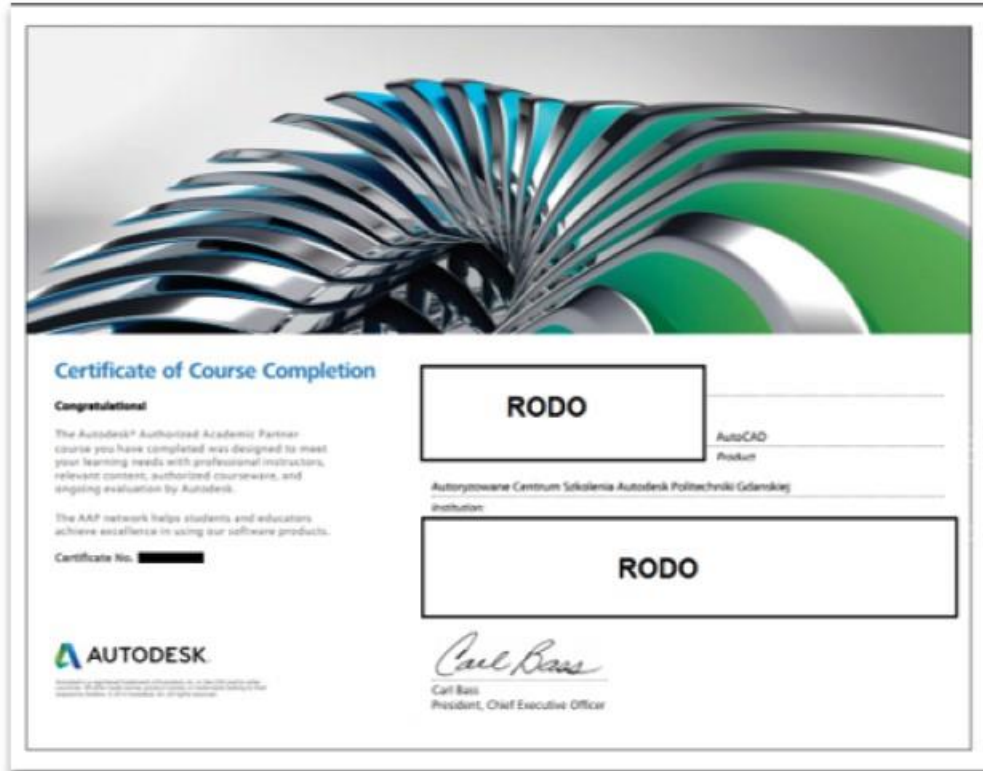 Certificate of Course Completion
Congratulations!
The Autodesk® Authorized Academic Partner
course you have completed was designed to meet
your learning needs with professional instructors,
relevant content, authorized courseware, and
ongoing evaluation by Autodesk.
The AAP network helps students and educators
achieve excellence in using our software products.
Certificate No.
AUTODESK
RODO
AutoCAD
Product
Autoryzowane Centrum Szkolenia Autodesk Politechniki Gdanskiej
Institution
RODO
Carl Bass
Carl Bass
President, Chief Executive Officer